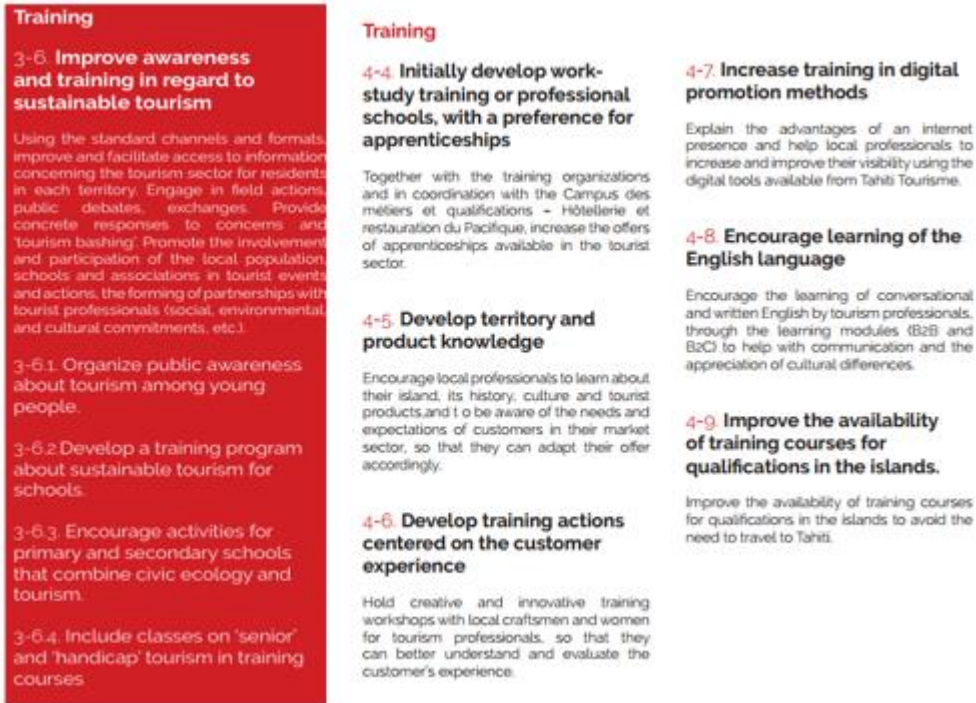 Training
3-6. Improve awareness
and training in regard to
sustainable tourism
Using the standard channels and formats,
improve and facilitate access to information
concerning the tourism sector for residents
in each territory. Engage in field actions,
public debates, exchanges. Provide
concrete responses to concerns and
'tourism bashing'. Promote the involvement
and participation of the local population,
schools and associations in tourist events
and actions, the forming of partnerships with
tourist professionals (social, environmental,
and cultural commitments, etc.).
3-6.1. Organize public awareness
about tourism among young
people.
3-6.2.Develop a training program
about sustainable tourism for
schools.
3-6.3. Encourage activities for
primary and secondary schools
that combine civic ecology and
tourism.
3-6.4. Include classes on 'senior'
and 'handicap' tourism in training
courses
Training
4-4. Initially develop work-
study training or professional
schools, with a preference for
apprenticeships
Together with the training organizations
and in coordination with the Campus des
métiers et qualifications – Hôtellerie et
restauration du Pacifique, increase the offers
of apprenticeships available in the tourist
sector.
4-5. Develop territory and
product knowledge
Encourage local professionals to learn about
their island, its history, culture and tourist
products,and t o be aware of the needs and
expectations of customers in their market
sector, so that they can adapt their offer
accordingly.
4-6. Develop training actions
centered on the customer
experience
Hold creative and innovative training
workshops with local craftsmen and women
for tourism professionals, so that they
can better understand and evaluate the
customer's experience.
4-7. Increase training in digital
promotion methods
Explain the advantages of an internet
presence and help local professionals to
increase and improve their visibility using the
digital tools available from Tahiti Tourisme.
4-8. Encourage learning of the
English language
Encourage the learning of conversational
and written English by tourism professionals,
through the learning modules (B2B and
B2C) to help with communication and the
appreciation of cultural differences.
4-9. Improve the availability
of training courses for
qualifications in the islands.
Improve the availability of training courses
for qualifications in the islands to avoid the
need to travel to Tahiti.